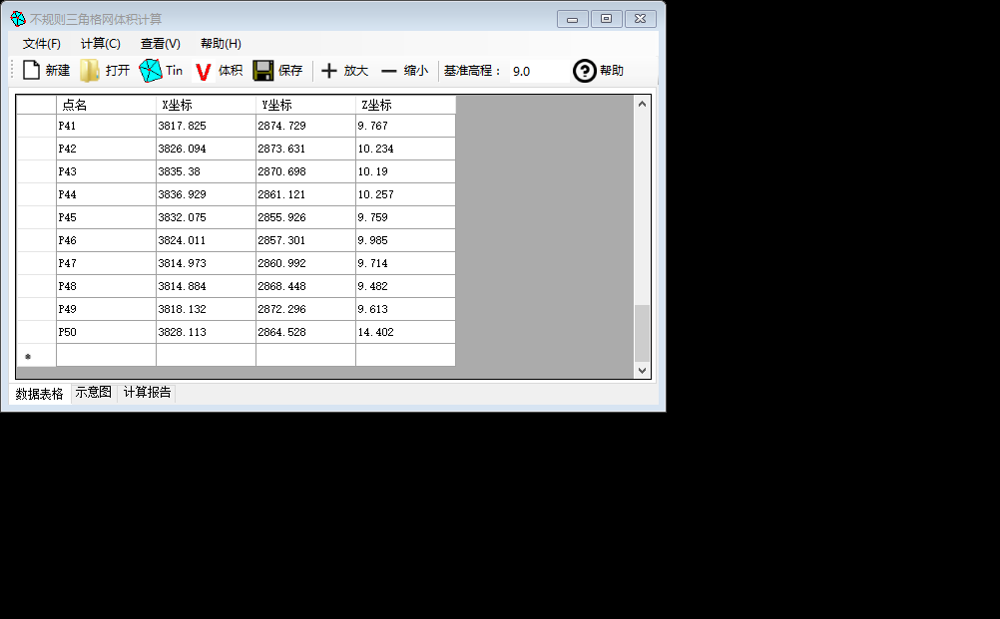 不规则三角格网体积计算
文件(F) 计算(C) 查看(V) 帮助(H)
新建 打开 Tin V 体积 保存 放大 缩小 基准高程： 9.0 ? 帮助
点名 X坐标 Y坐标 Z坐标
P41 3817.825 2874.729 9.767
P42 3826.094 2873.631 10.234
P43 3835.38 2870.698 10.19
P44 3836.929 2861.121 10.257
P45 3832.075 2855.926 9.759
P46 3824.011 2857.301 9.985
P47 3814.973 2860.992 9.714
P48 3814.884 2868.448 9.482
P49 3818.132 2872.296 9.613
P50 3828.113 2864.528 14.402
*
数据表格 示意图 计算报告